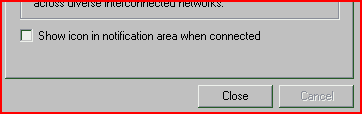 across diverse interconnected networks.
Show icon in notification area when connected
Close Cancel